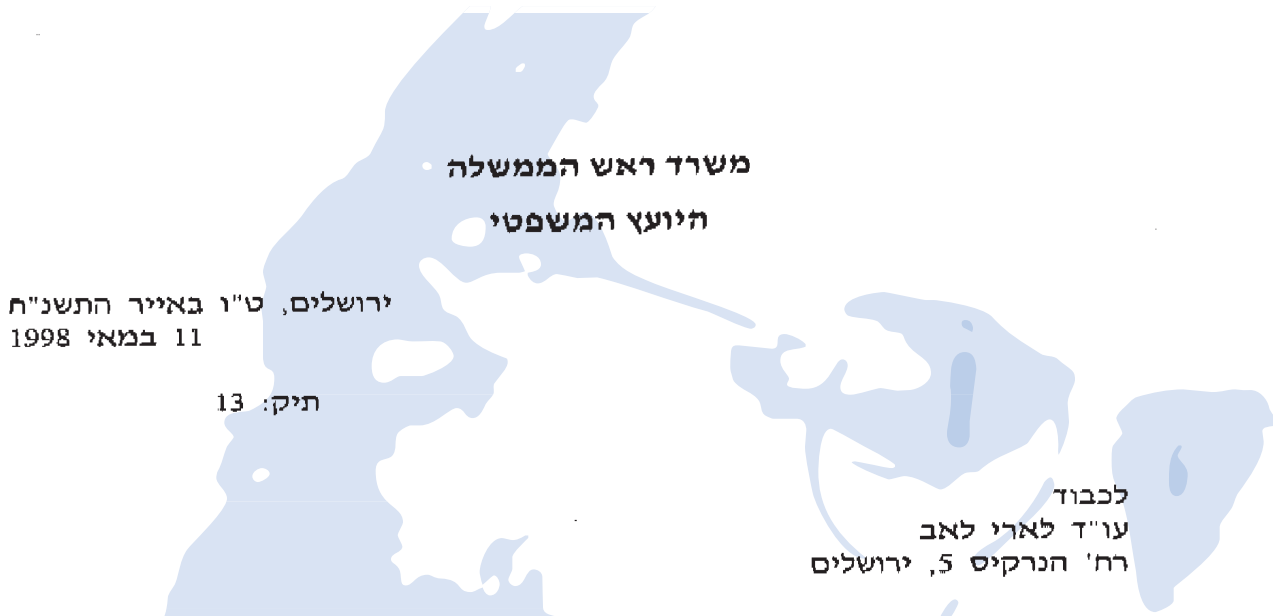 משרד ראש הממשלה
היועץ המשפטי
ירושלים, ט"ו באייר התשנ"ח
11 במאי 1998
תיק: 13
לכבוד
עו"ד לארי לאב
רח' הנרקיס 5, ירושלים